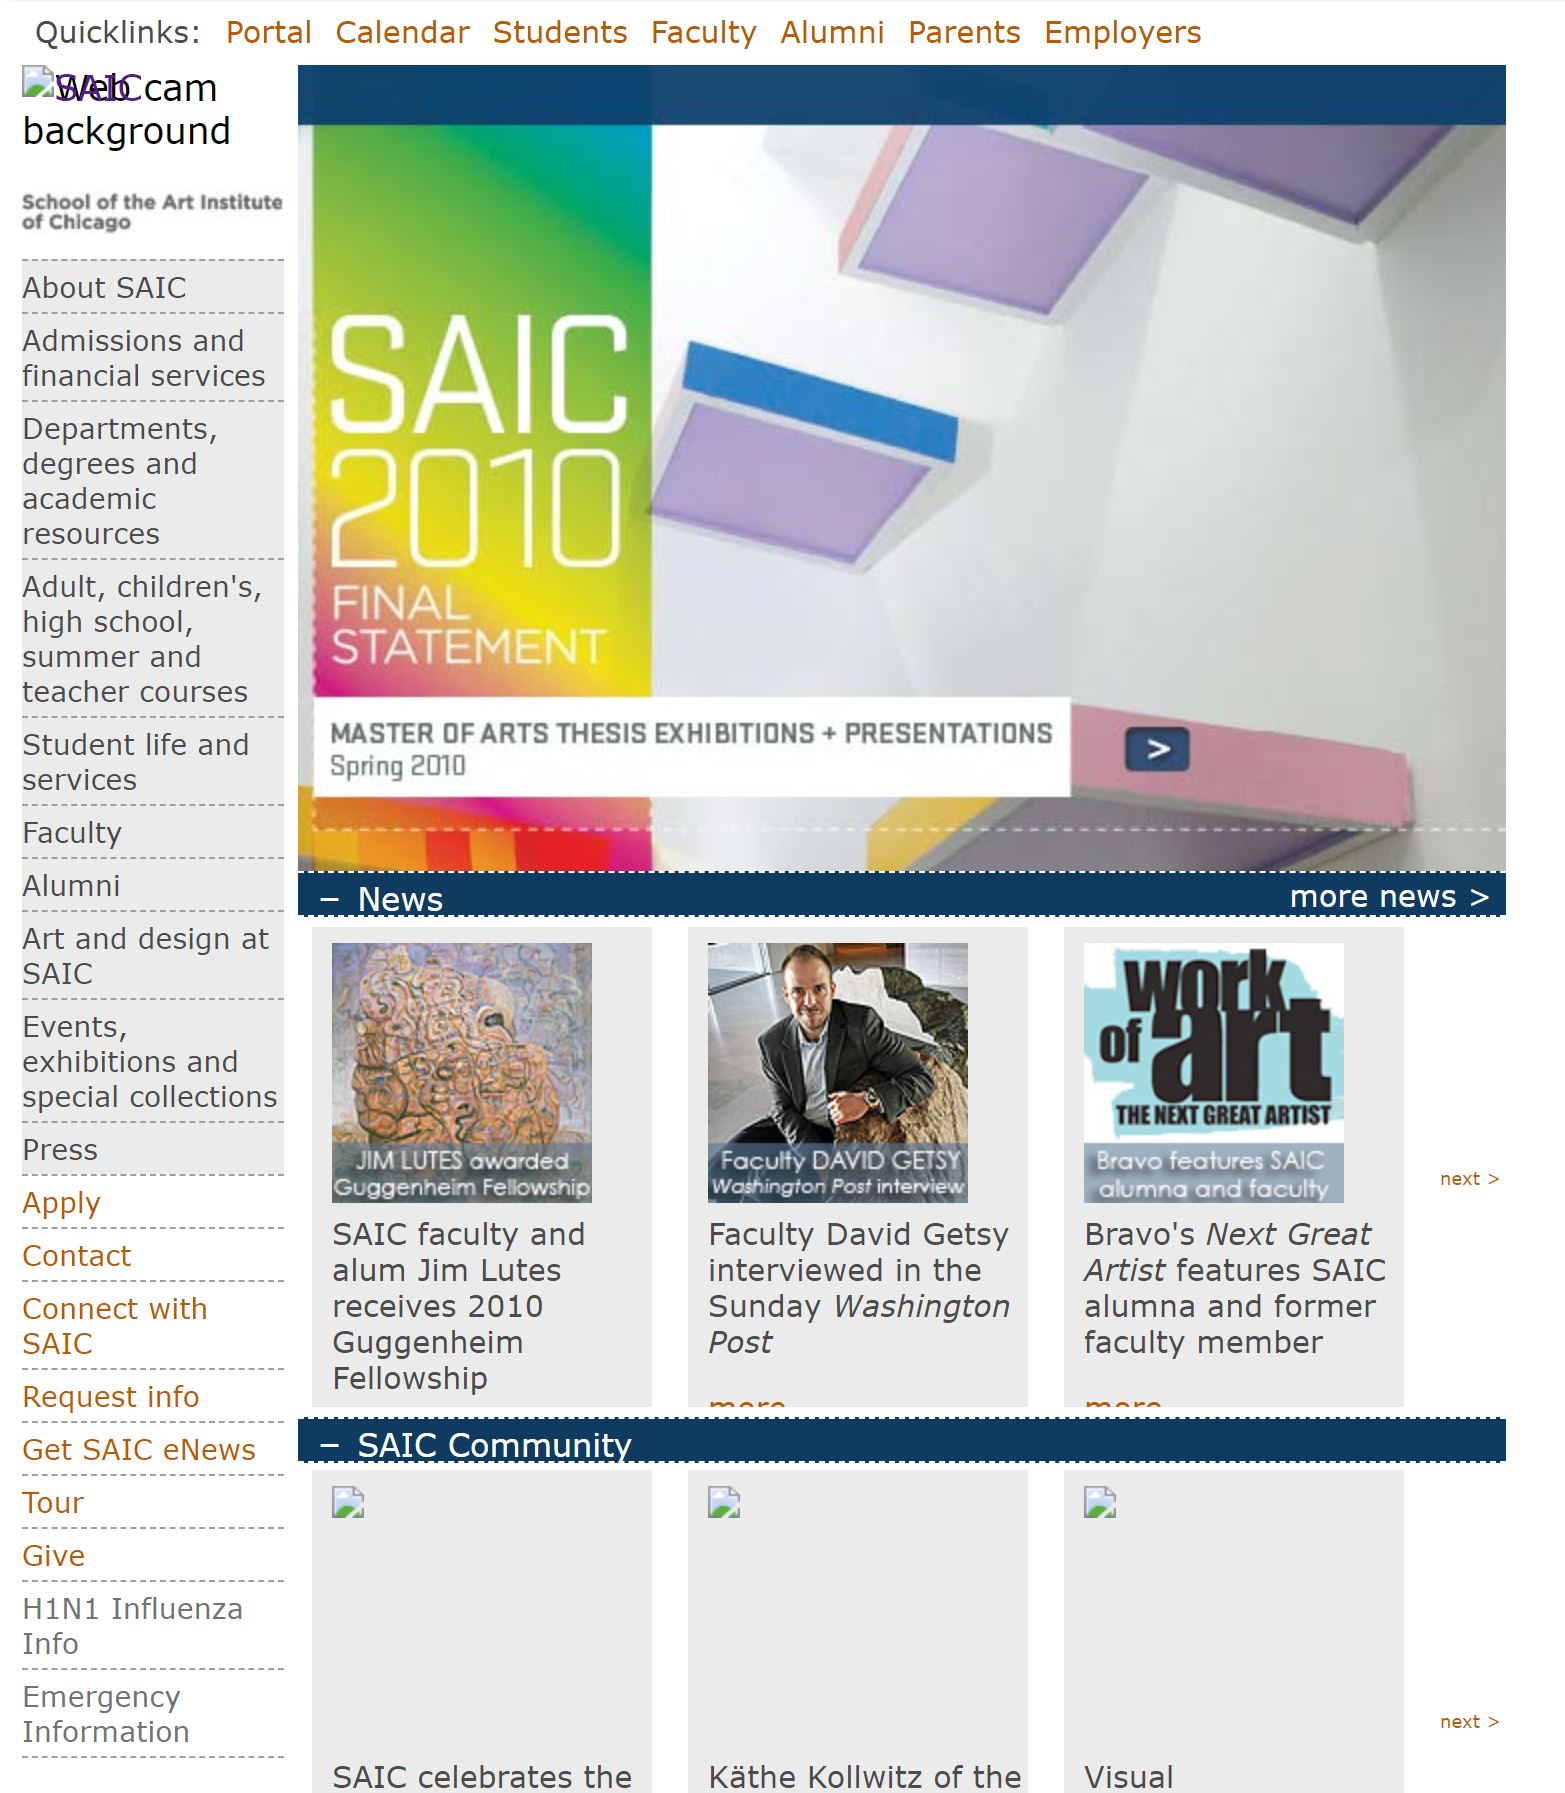 Quicklinks: Portal Calendar Students Faculty Alumni Parents Employers
SAIC
Web cam
background
School of the Art Institute
of Chicago
About SAIC
Admissions and
financial services
Departments,
degrees and
academic
resources
Adult, children's,
high school,
summer and
teacher courses
Student life and
services
Faculty
Alumni
Art and design at
SAIC
Events,
exhibitions and
special collections
Press
Apply
Contact
Connect with
SAIC
Request info
Get SAIC eNews
Tour
Give
H1N1 Influenza
Info
Emergency
Information
SAIC
2010
FINAL
STATEMENT
MASTER OF ARTS THESIS EXHIBITIONS + PRESENTATIONS
Spring 2010
>
– News
more news >
JIM LUTES awarded
Guggenheim Fellowship
SAIC faculty and
alum Jim Lutes
receives 2010
Guggenheim
Fellowship
Faculty DAVID GETSY
Washington Post interview
Faculty David Getsy
interviewed in the
Sunday Washington
Post
more
work
of art
THE NEXT GREAT ARTIST
Bravo features SAIC
alumna and faculty
Bravo's Next Great
Artist features SAIC
alumna and former
faculty member
more
next >
– SAIC Community
SAIC celebrates the
Käthe Kollwitz of the
Visual
next >